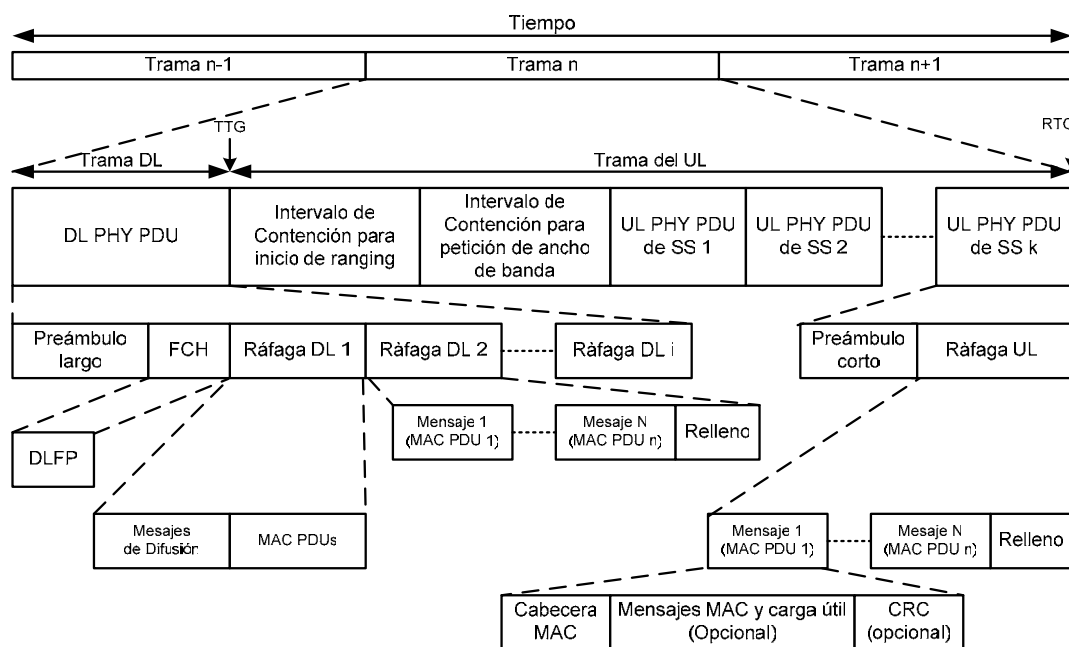 Tiempo
Trama n-1
Trama n
Trama n+1
TTG
RTG
Trama DL
Trama del UL
DL PHY PDU
Intervalo de
Contención para
inicio de ranging
Intervalo de
Contención para
petición de ancho
de banda
UL PHY PDU
de SS 1
UL PHY PDU
de SS 2
UL PHY PDU
de SS k
Preámbulo
largo
FCH
Ráfaga DL 1
Ràfaga DL 2
Ràfaga DL i
Preámbulo
corto
Ràfaga UL
DLFP
Mensaje 1
(MAC PDU 1)
Mesaje N
(MAC PDU n)
Relleno
Mesajes
de Difusión
MAC PDUs
Mensaje 1
(MAC PDU 1)
Mesaje N
(MAC PDU n)
Relleno
Cabecera
MAC
Mensajes MAC y carga útil
(Opcional)
CRC
(opcional)